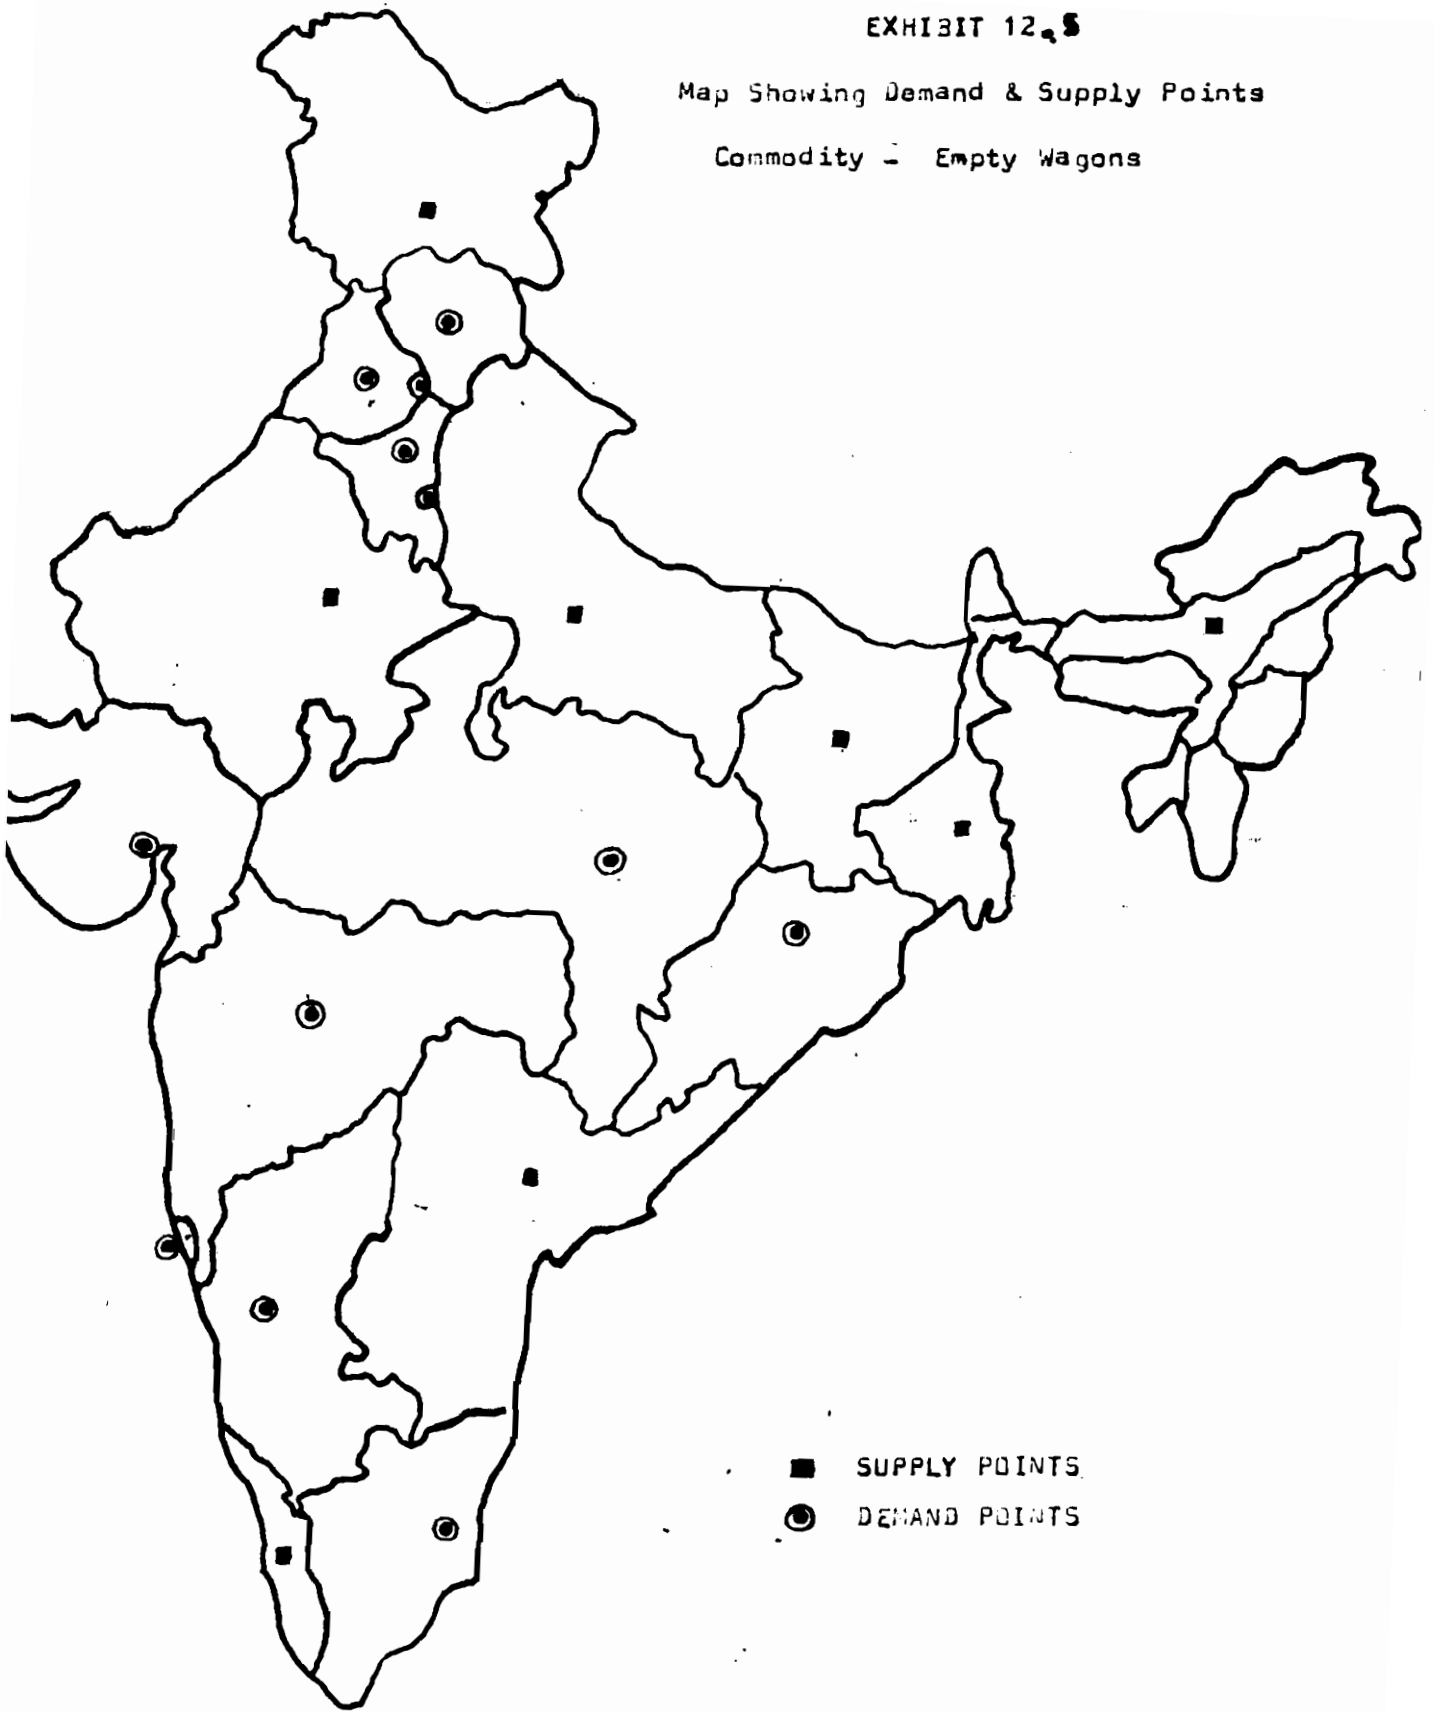 EXHIBIT 12.5
Map Showing Demand & Supply Points
Commodity - Empty Wagons
SUPPLY POINTS
DEMAND POINTS